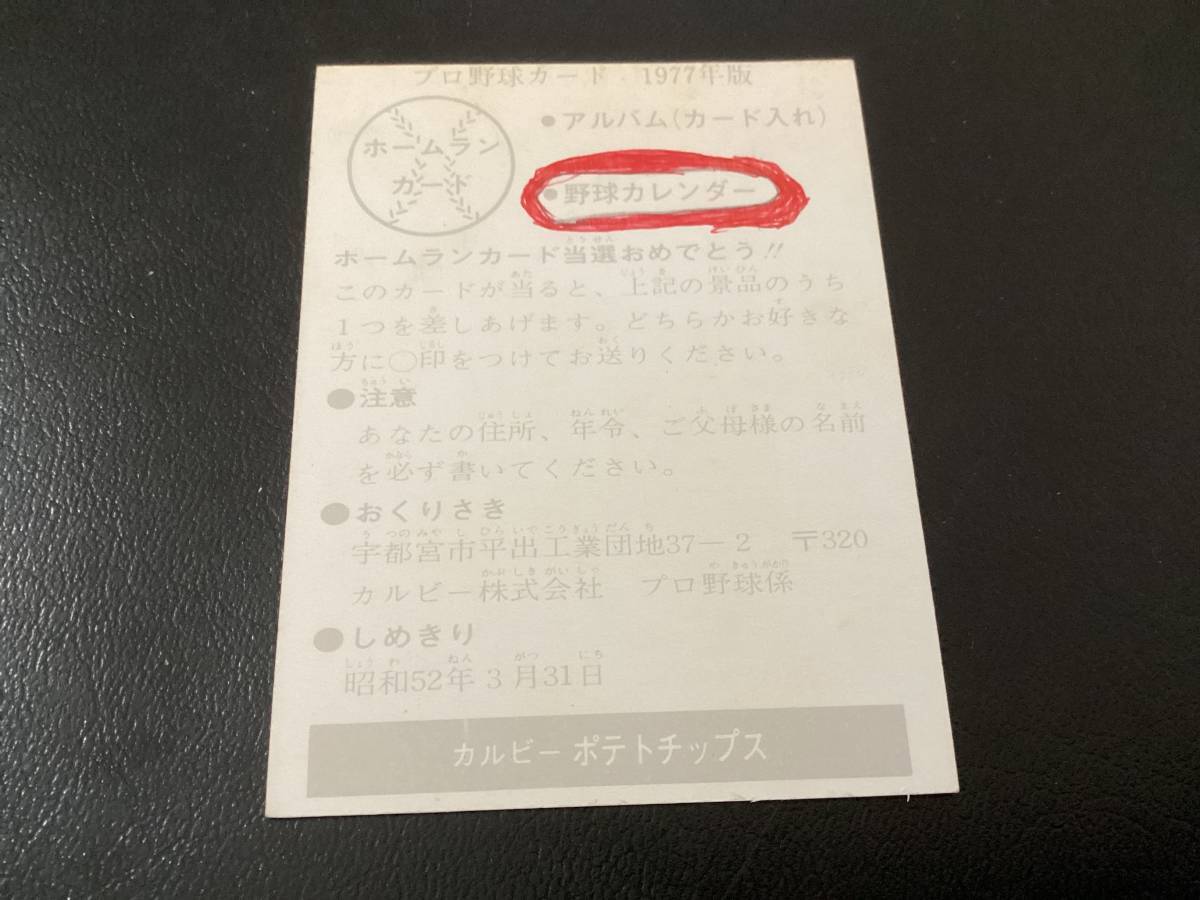 プロ野球カード 1977年版
ホームラン
カード
●アルバム(カード入れ)
●野球カレンダー
ホームランカード当選おめでとう!!
このカードが当ると、上記の景品のうち
1つを差しあげます。どちらかお好きな
方に○印をつけてお送りください。
●注意
あなたの住所、年令、ご父母様の名前
を必ず書いてください。
●おくりさき
宇都宮市平出工業団地37−2 〒320
カルビー株式会社 プロ野球係
●しめきり
昭和52年3月31日
カルビー ポテトチップス